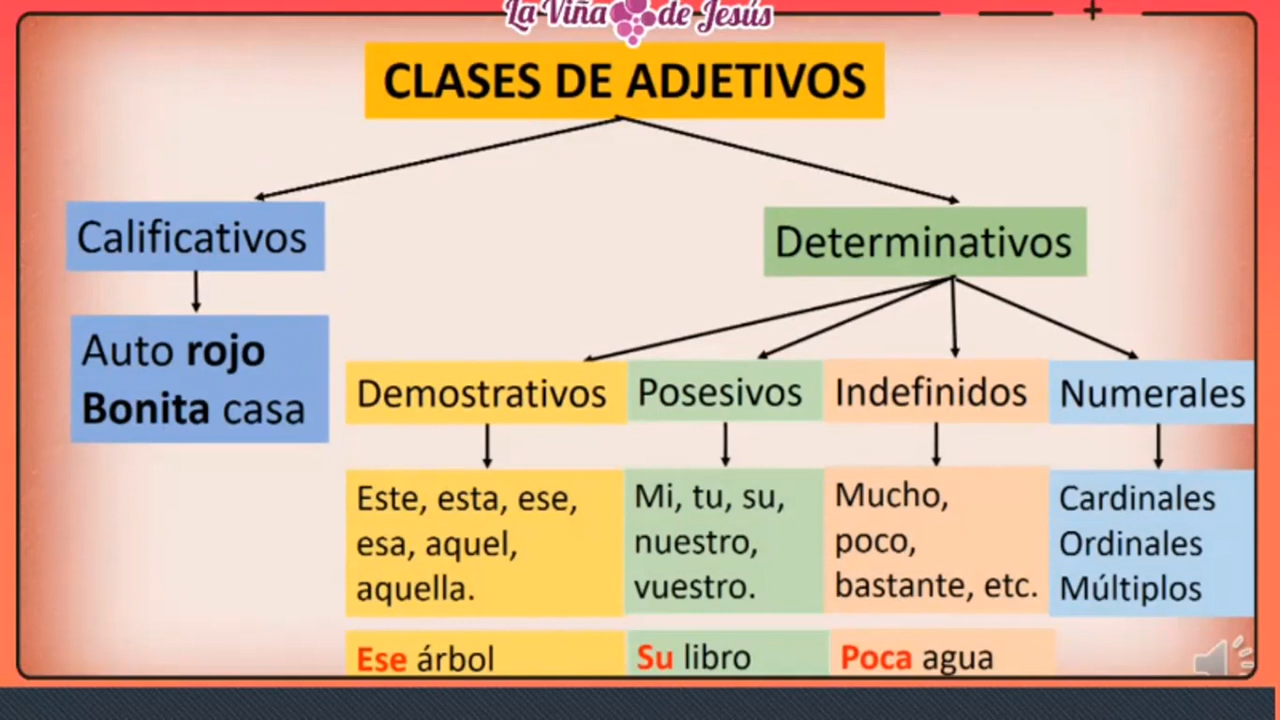 La Viña de Jesús
CLASES DE ADJETIVOS
Calificativos
Auto rojo
Bonita casa
Determinativos
Demostrativos
Este, esta, ese,
esa, aquel,
aquella.
Ese árbol
Posesivos
Mi, tu, su,
nuestro,
vuestro.
Su libro
Indefinidos
Mucho,
poco,
bastante, etc.
Poca agua
Numerales
Cardinales
Ordinales
Múltiplos